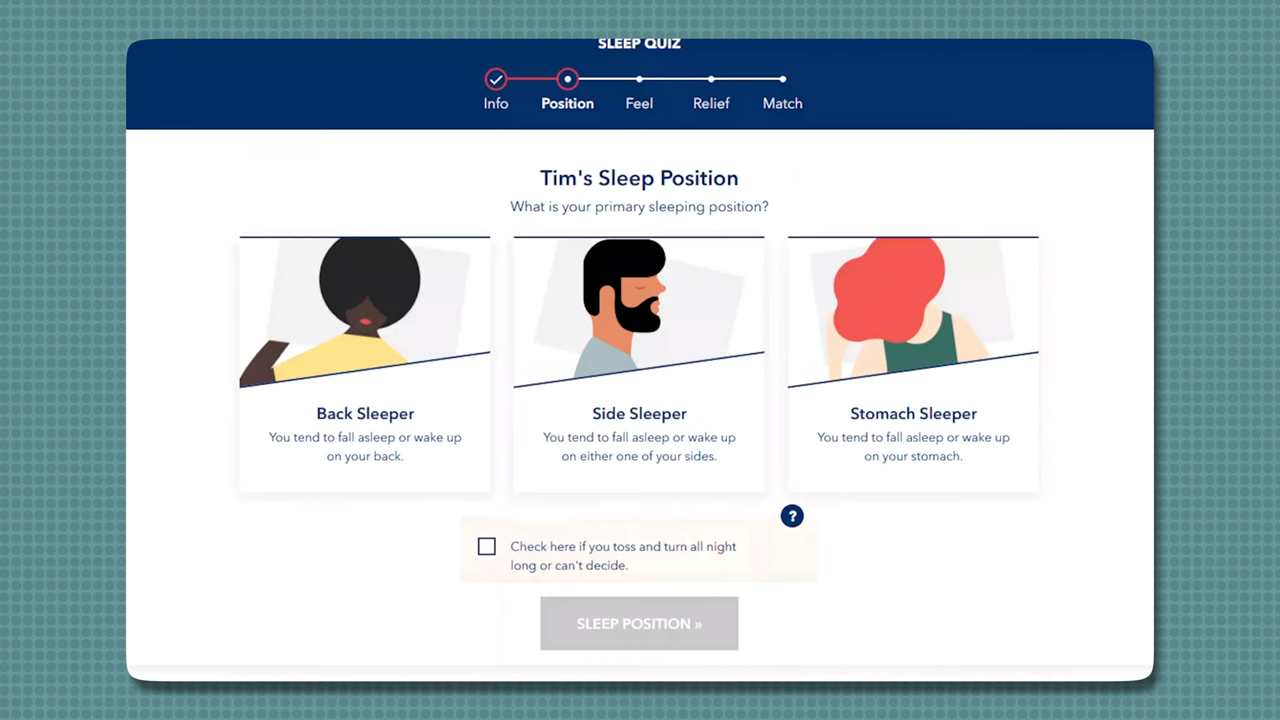 SLEEP QUIZ
Info
Position
Feel
Relief
Match
Tim's Sleep Position
What is your primary sleeping position?
Back Sleeper
You tend to fall asleep or wake up
on your back.
Side Sleeper
You tend to fall asleep or wake up
on either one of your sides.
Stomach Sleeper
You tend to fall asleep or wake up
on your stomach.
?
Check here if you toss and turn all night
long or can't decide.
SLEEP POSITION »